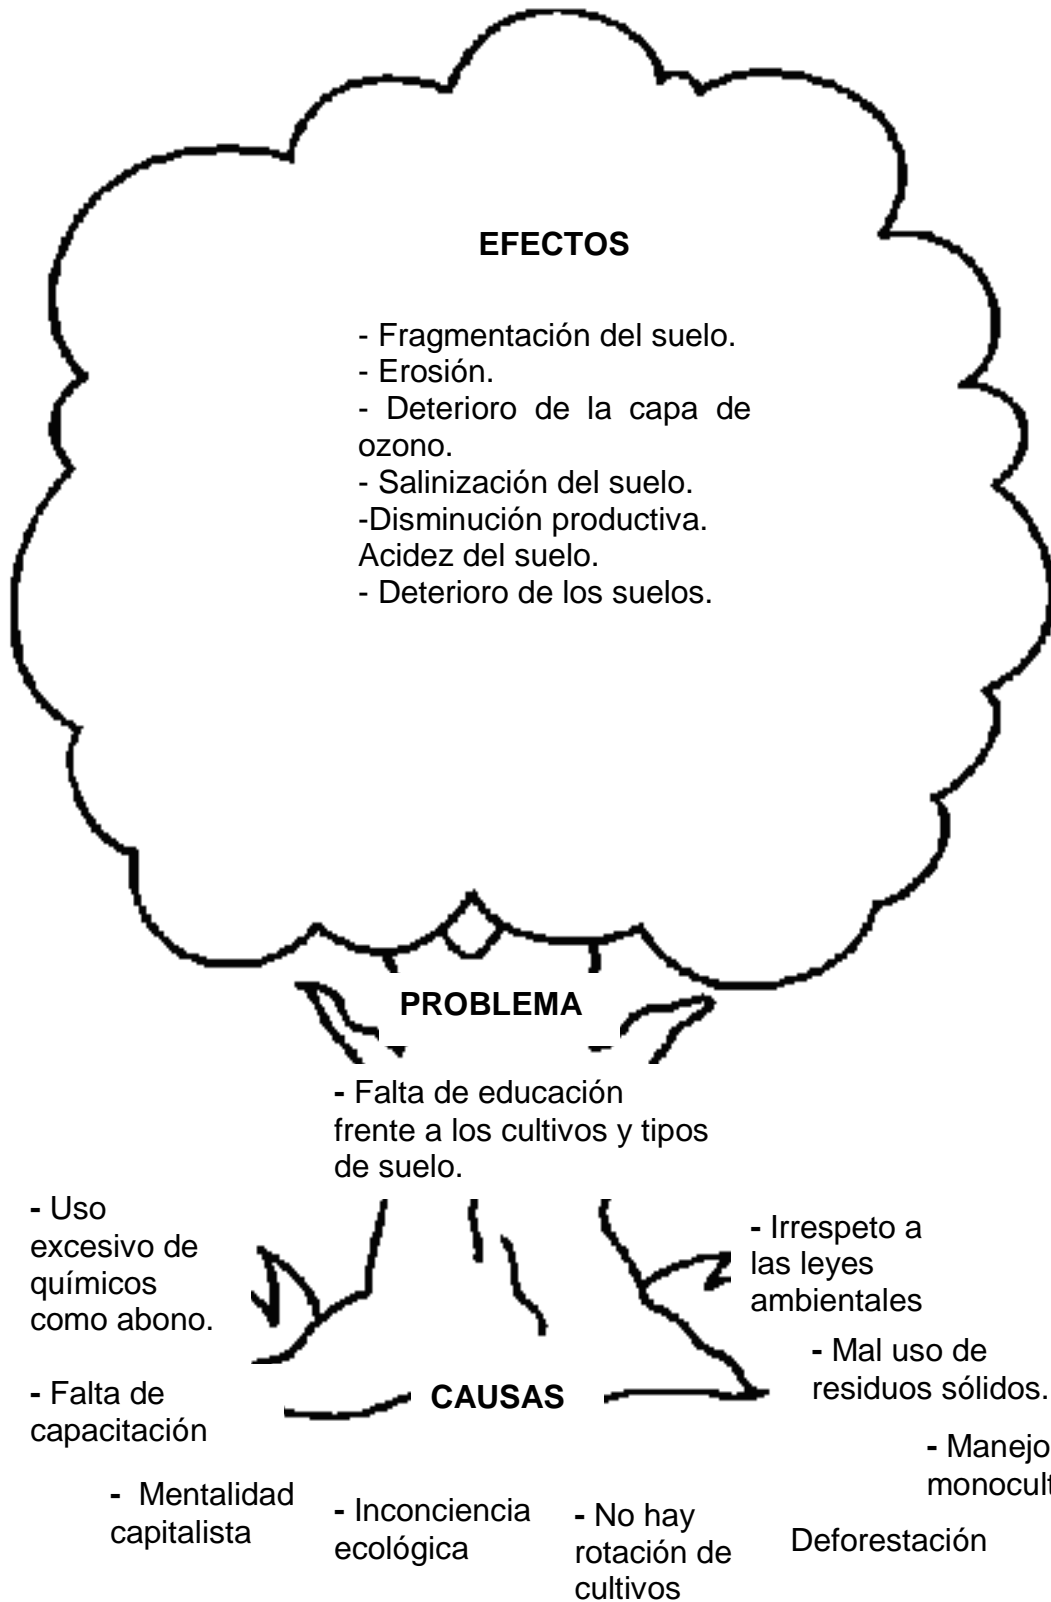 EFECTOS
- Fragmentación del suelo.
- Erosión.
- Deterioro de la capa de
ozono.
- Salinización del suelo.
-Disminución productiva.
Acidez del suelo.
- Deterioro de los suelos.
PROBLEMA
- Falta de educación
frente a los cultivos y tipos
de suelo.
- Uso
excesivo de
químicos
como abono.
- Irrespeto a
las leyes
ambientales
- Mal uso de
residuos sólidos.
- Falta de
capacitación
CAUSAS
- Manejo
- Mentalidad
capitalista
- Inconciencia
ecológica
- No hay
rotación de
cultivos
Deforestación